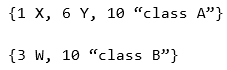 {1 X, 6 Y, 10 “class A”}
{3 W, 10 “class B”}